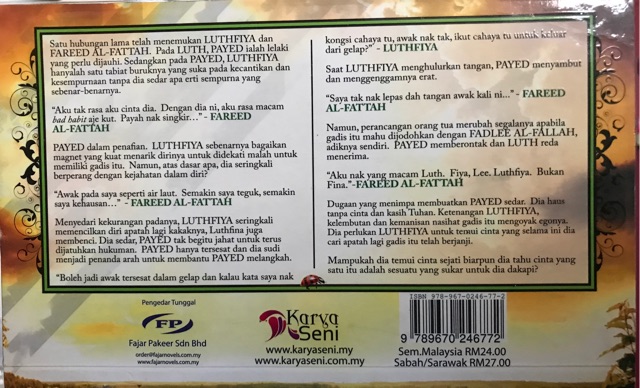 Satu hubungan lama telah menemukan LUTHFIYA dan
FAREED AL-FATTAH. Pada LUTH, PAYED ialah lelaki
yang perlu dijauhi. Sedangkan pada PAYED, LUTHFIYA
hanyalah satu tabiat buruknya yang suka pada kecantikan dan
kesempurnaan tanpa dia sedar apa erti sempurna yang
sebenar-benarnya.
"Aku tak rasa aku cinta dia. Dengan dia ni, aku rasa macam
bad habit aje kut. Payah nak singkir…" - FAREED
AL-FATTAH
PAYED dalam penafian. LUTHFIYA sebenarnya bagaikan
magnet yang kuat menarik dirinya untuk didekati malah untuk
memiliki gadis itu. Namun, atas dasar apa, dia seringkali
berperang dengan kejahatan dalam diri?
"Awak pada saya seperti air laut. Semakin saya teguk, semakin
saya kehausan…" - FAREED AL-FATTAH
Menyedari kekurangan padanya, LUTHFIYA seringkali
memencilkan diri apatah lagi kakaknya, Luthfina juga
membenci. Dia sedar, PAYED tak begitu jahat untuk terus
dijatuhkan hukuman. PAYED hanya tersesat dan dia sudi
menjadi penanda arah untuk membantu PAYED melangkah.
"Boleh jadi awak tersesat dalam gelap dan kalau kata saya nak
kongsi cahaya tu, awak nak tak, ikut cahaya tu untuk keluar
dari gelap?" - LUTHFIYA
Saat LUTHFIYA menghulurkan tangan, PAYED menyambut
dan menggenggamnya erat.
"Saya tak nak lepas dah tangan awak kali ni…" - FAREED
AL-FATTAH
Namun, perancangan orang tua merubah segalanya apabila
gadis itu mahu dijodohkan dengan FADLEE AL-FALLAH,
adiknya sendiri. PAYED memberontak dan LUTH reda
menerima.
"Aku nak yang macam Luth. Fiya, Lee. Luthfiya. Bukan
Fina."-FAREED AL-FATTAH
Dugaan yang menimpa membuatkan PAYED sedar. Dia haus
tanpa cinta dan kasih Tuhan. Ketenangan LUTHFIYA,
kelembutan dan kemanisan nasihat gadis itu mengoyak egonya.
Dia perlukan LUTHFIYA untuk temui cinta yang selama ini dia
cari apatah lagi gadis itu telah berjanji.
Mampukah dia temui cinta sejati biarpun dia tahu cinta yang
satu itu adalah sesuatu yang sukar untuk dia dakapi?
Pengedar Tunggal
FP
Fajar Pakeer Sdn Bhd
order@fajarnovels.com.my
www.fajarnovels.com.my
Karya
Seni
www.karyaseni.my
www.karyaseni.com.my
ISBN 978-967-0246-77-2
9 789670 246772
Sem.Malaysia RM24.00
Sabah/Sarawak RM27.00